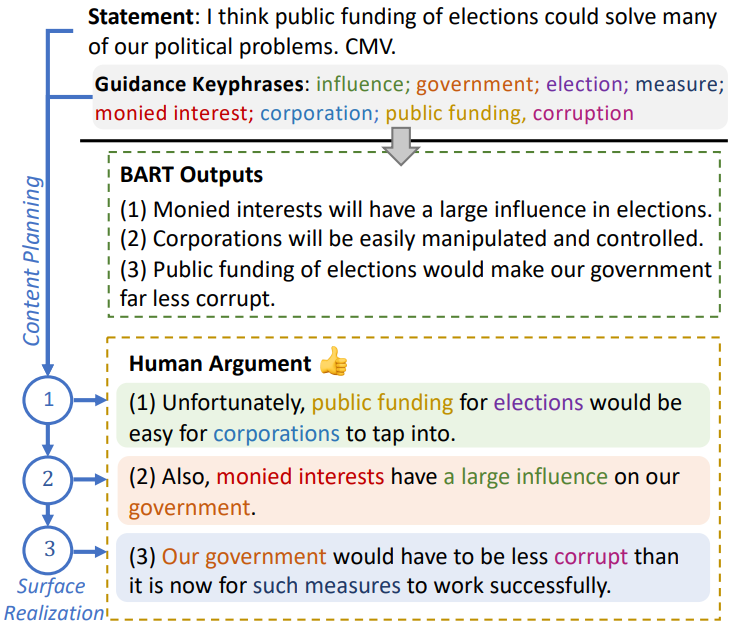 Statement: I think public funding of elections could solve many
of our political problems. CMV.
Guidance Keyphrases: influence; government; election; measure;
monied interest; corporation; public funding, corruption
Content Planning
BART Outputs
(1) Monied interests will have a large influence in elections.
(2) Corporations will be easily manipulated and controlled.
(3) Public funding of elections would make our government
far less corrupt.
Human Argument 👍
1
(1) Unfortunately, public funding for elections would be
easy for corporations to tap into.
2
(2) Also, monied interests have a large influence on our
government.
3
(3) Our government would have to be less corrupt than
it is now for such measures to work successfully.
Surface
Realization